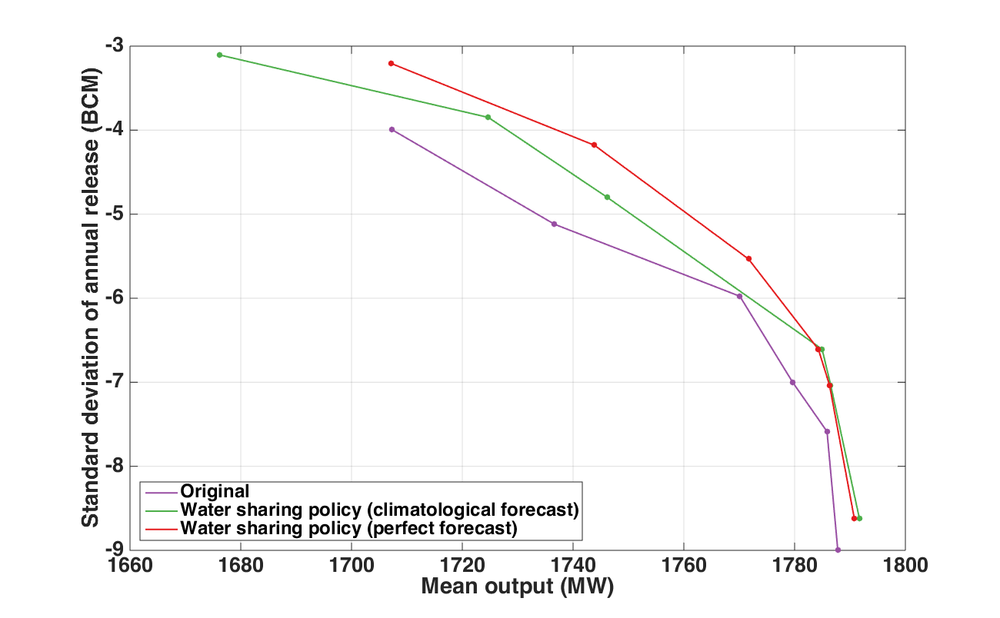 -3
-4
-5
-6
-7
-8
-9
Standard deviation of annual release (BCM)
Original
Water sharing policy (climatological forecast)
Water sharing policy (perfect forecast)
1660 1680 1700 1720 1740 1760 1780 1800
Mean output (MW)